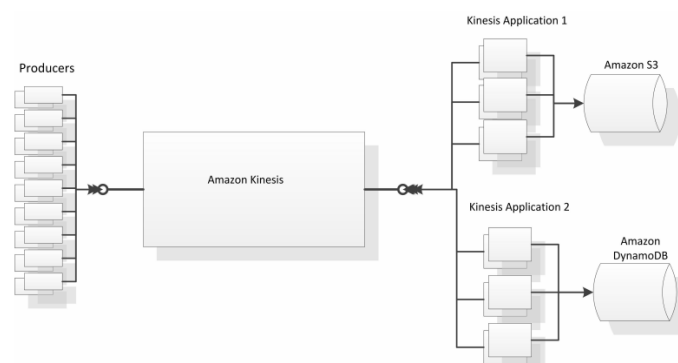 Kinesis Application 1
Producers
Amazon S3
Amazon Kinesis
Kinesis Application 2
Amazon
DynamoDB